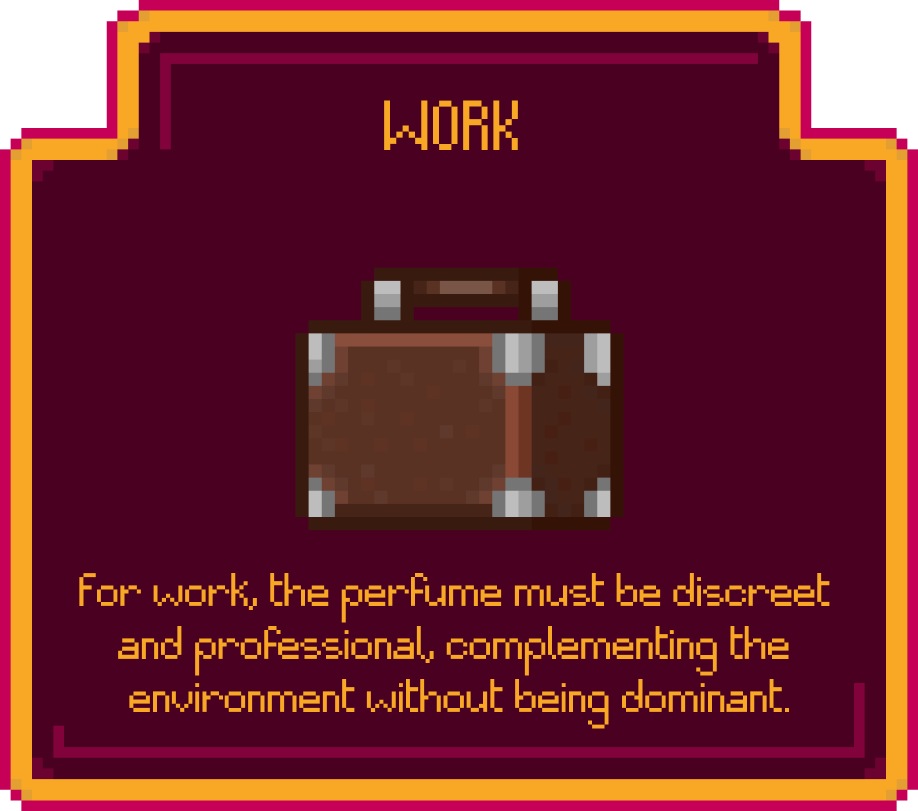 WORK
For work, the perfume must be discreet
and professional, complementing the
environment without being dominant.